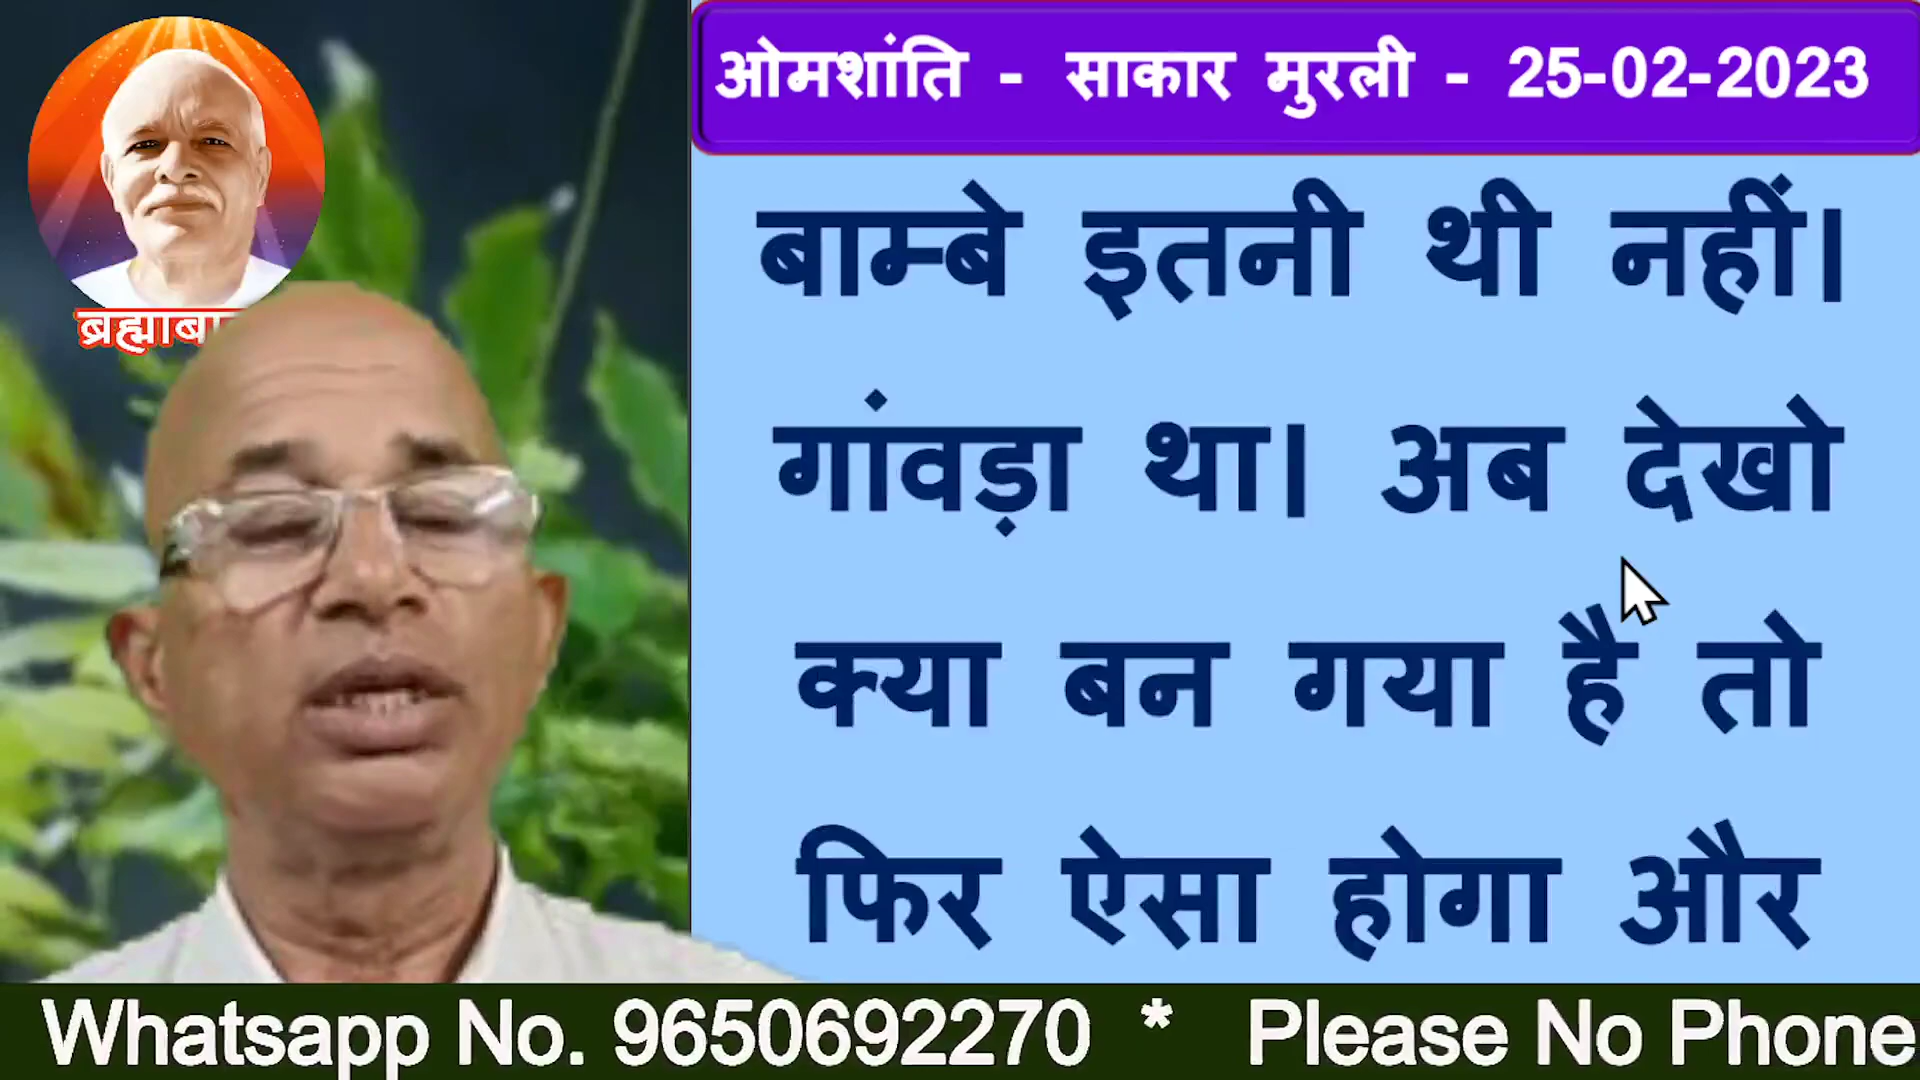 ओमशांति - साकार मुरली - 25-02-2023
बाम्बे इतनी थी नहीं।
गांवड़ा था। अब देखो
क्या बन गया है तो
फिर ऐसा होगा और
ब्रह्माबा
Whatsapp No. 9650692270 * Please No Phone